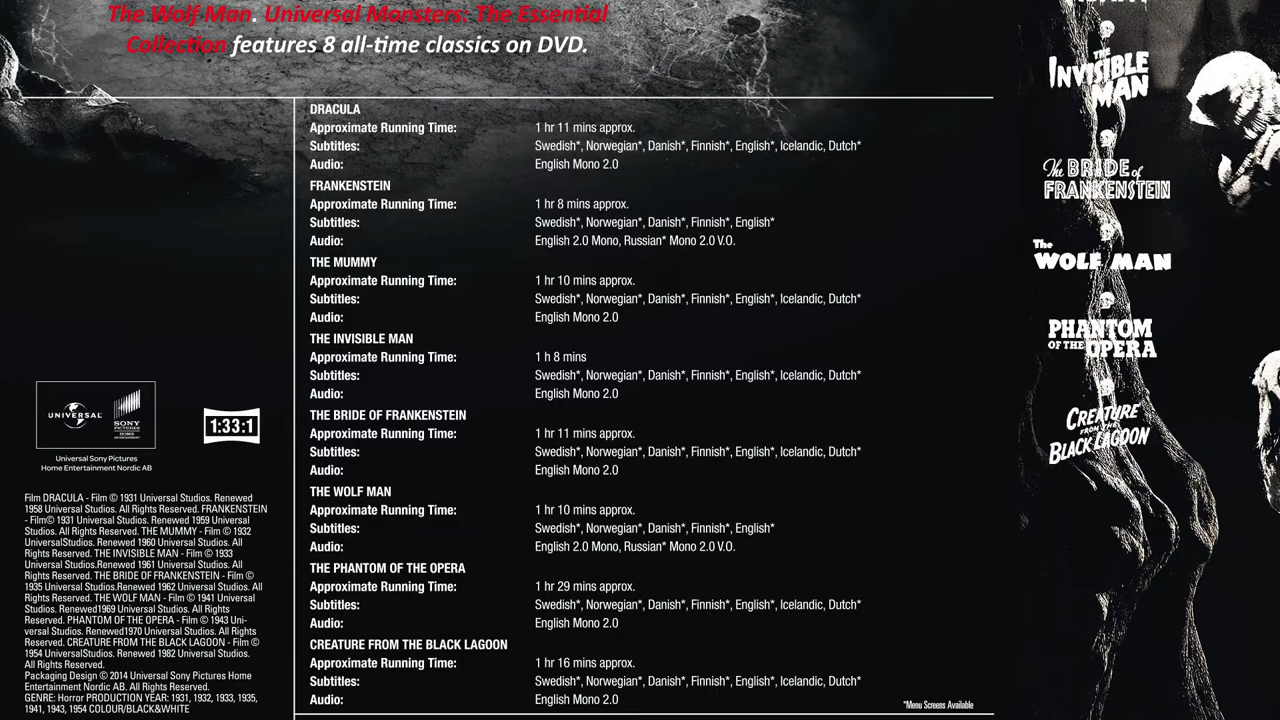 The Wolf Man. Universal Monsters: The Essential
Collection features 8 all-time classics on DVD.
DRACULA
Approximate Running Time: 1 hr 11 mins approx.
Subtitles: Swedish*, Norwegian*, Danish*, Finnish*, English*, Icelandic, Dutch*
Audio: English Mono 2.0
FRANKENSTEIN
Approximate Running Time: 1 hr 8 mins approx.
Subtitles: Swedish*, Norwegian*, Danish*, Finnish*, English*
Audio: English 2.0 Mono, Russian* Mono 2.0 V.O.
THE MUMMY
Approximate Running Time: 1 hr 10 mins approx.
Subtitles: Swedish*, Norwegian*, Danish*, Finnish*, English*, Icelandic, Dutch*
Audio: English Mono 2.0
THE INVISIBLE MAN
Approximate Running Time: 1 h 8 mins
Subtitles: Swedish*, Norwegian*, Danish*, Finnish*, English*, Icelandic, Dutch*
Audio: English Mono 2.0
THE BRIDE OF FRANKENSTEIN
Approximate Running Time: 1 hr 11 mins approx.
Subtitles: Swedish*, Norwegian*, Danish*, Finnish*, English*, Icelandic, Dutch*
Audio: English Mono 2.0
THE WOLF MAN
Approximate Running Time: 1 hr 10 mins approx.
Subtitles: Swedish*, Norwegian*, Danish*, Finnish*, English*
Audio: English 2.0 Mono, Russian* Mono 2.0 V.O.
THE PHANTOM OF THE OPERA
Approximate Running Time: 1 hr 29 mins approx.
Subtitles: Swedish*, Norwegian*, Danish*, Finnish*, English*, Icelandic, Dutch*
Audio: English Mono 2.0
CREATURE FROM THE BLACK LAGOON
Approximate Running Time: 1 hr 16 mins approx.
Subtitles: Swedish*, Norwegian*, Danish*, Finnish*, English*, Icelandic, Dutch*
Audio: English Mono 2.0
*Menu Screens Available
UNIVERSAL
SONY
PICTURES
HOME
ENTERTAINMENT
1:33:1
Universal Sony Pictures
Home Entertainment Nordic AB
Film DRACULA - Film © 1931 Universal Studios. Renewed
1958 Universal Studios. All Rights Reserved. FRANKENSTEIN
- Film© 1931 Universal Studios. Renewed 1959 Universal
Studios. All Rights Reserved. THE MUMMY - Film © 1932
UniversalStudios. Renewed 1960 Universal Studios. All
Rights Reserved. THE INVISIBLE MAN - Film © 1933
Universal Studios.Renewed 1961 Universal Studios. All
Rights Reserved. THE BRIDE OF FRANKENSTEIN - Film ©
1935 Universal Studios.Renewed 1962 Universal Studios. All
Rights Reserved. THE WOLF MAN - Film © 1941 Universal
Studios. Renewed1969 Universal Studios. All Rights
Reserved. PHANTOM OF THE OPERA - Film © 1943 Uni-
versal Studios. Renewed1970 Universal Studios. All Rights
Reserved. CREATURE FROM THE BLACK LAGOON - Film ©
1954 UniversalStudios. Renewed 1982 Universal Studios.
All Rights Reserved.
Packaging Design © 2014 Universal Sony Pictures Home
Entertainment Nordic AB. All Rights Reserved.
GENRE: Horror PRODUCTION YEAR: 1931, 1932, 1933, 1935,
1941, 1943, 1954 COLOUR/BLACK&WHITE
THE
INVISIBLE
MAN
The BRIDE of
FRANKENSTEIN
The
WOLF MAN
PHANTOM
OF THE OPERA
CREATURE
FROM THE
BLACK LAGOON